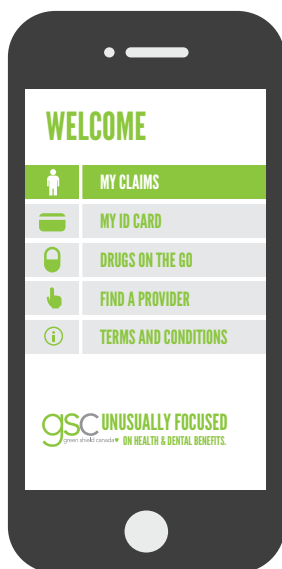 WELCOME
MY CLAIMS
MY ID CARD
DRUGS ON THE GO
FIND A PROVIDER
TERMS AND CONDITIONS
gsc UNUSUALLY FOCUSED
green shield canada ON HEALTH & DENTAL BENEFITS.